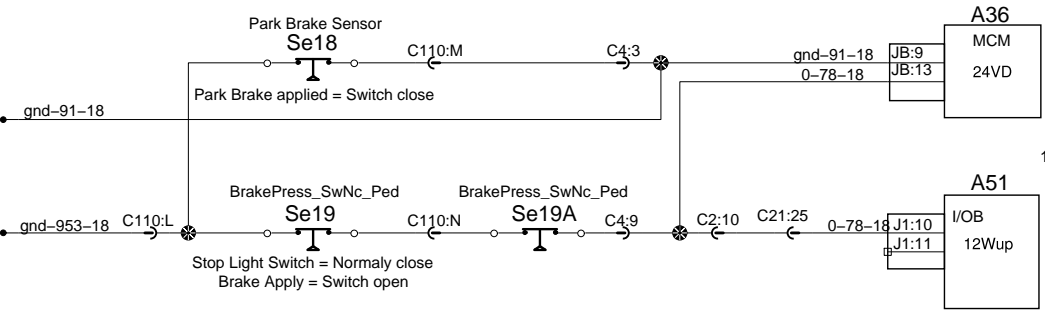 A36
Park Brake Sensor
Se18
C110:M
C4:3
MCM
gnd-91-18
JB:9
0-78-18
JB:13
24VD
Park Brake applied = Switch close
gnd-91-18
1
A51
BrakePress_SwNc_Ped
BrakePress_SwNc_Ped
gnd-953-18
C110:L
Se19
C110:N
Se19A
C4:9
C2:10
C21:25
0-78-18
J1:10
I/OB
J1:11
12Wup
Stop Light Switch = Normaly close
Brake Apply = Switch open